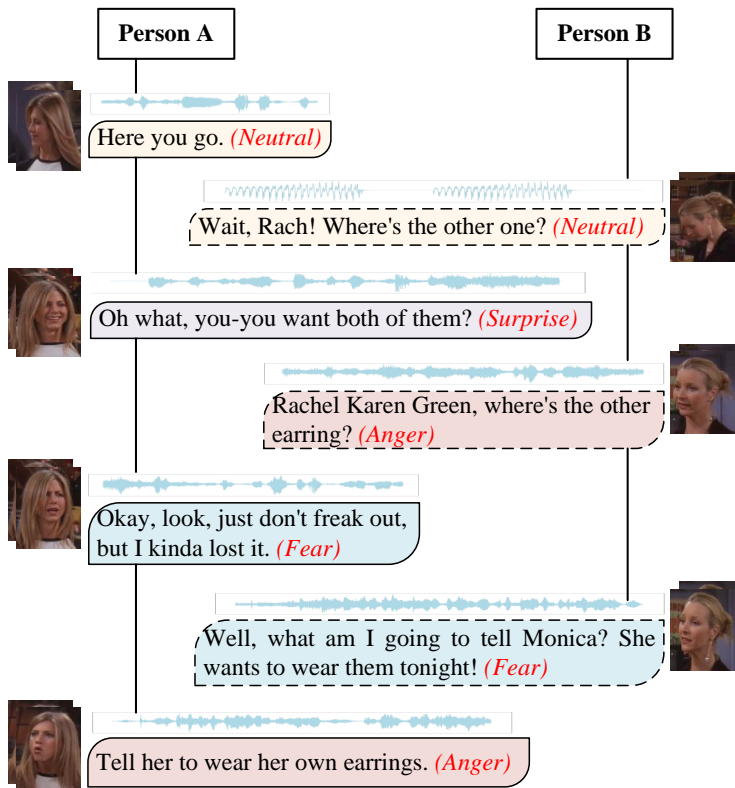 Person A
Person B
Here you go. (Neutral)
Wait, Rach! Where's the other one? (Neutral)
Oh what, you-you want both of them? (Surprise)
Rachel Karen Green, where's the other
earring? (Anger)
Okay, look, just don't freak out,
but I kinda lost it. (Fear)
Well, what am I going to tell Monica? She
wants to wear them tonight! (Fear)
Tell her to wear her own earrings. (Anger)